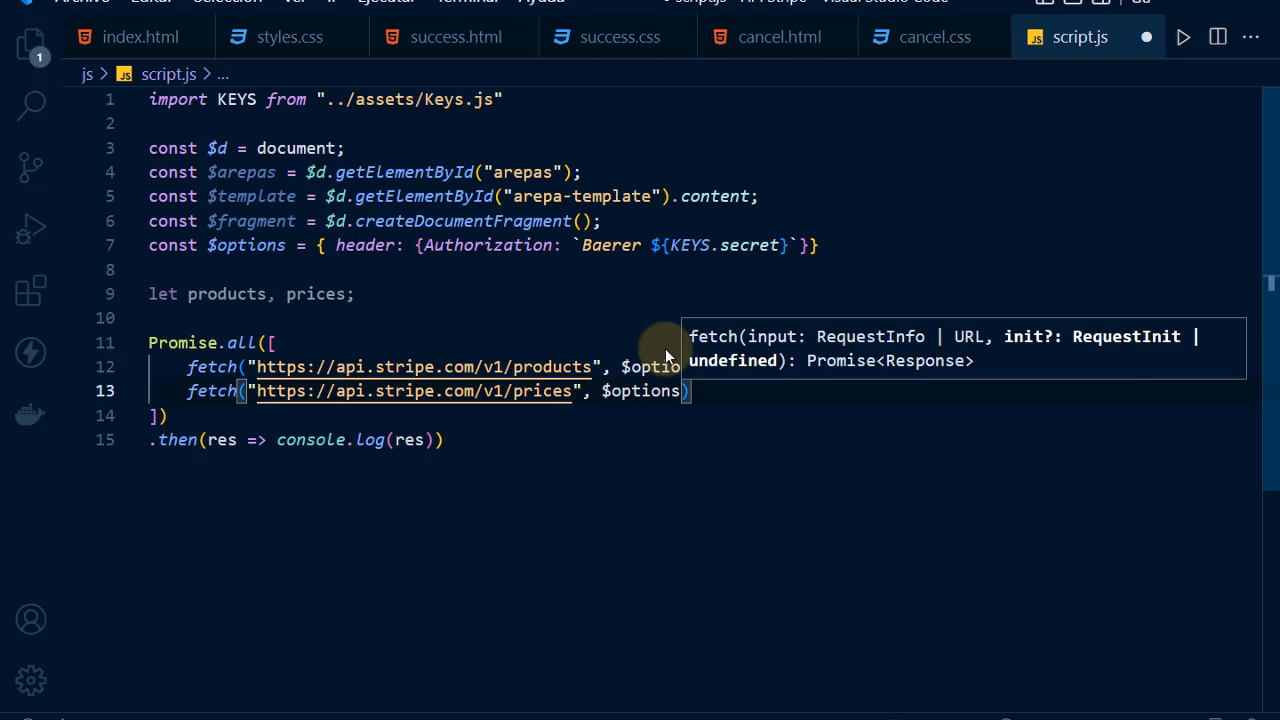 index.html styles.css success.html success.css cancel.html cancel.css script.js
js > script.js > ...
1 import KEYS from "../assets/Keys.js"
2
3 const $d = document;
4 const $arepas = $d.getElementById("arepas");
5 const $template = $d.getElementById("arepa-template").content;
6 const $fragment = $d.createDocumentFragment();
7 const $options = { header: {Authorization: `Baerer ${KEYS.secret}`}}
8
9 let products, prices;
10
11 Promise.all([
fetch(input: RequestInfo | URL, init?: RequestInit |
undefined): Promise<Response>
12 fetch("https://api.stripe.com/v1/products", $optio
13 fetch("https://api.stripe.com/v1/prices", $options)
14 ])
15 .then(res => console.log(res))
1